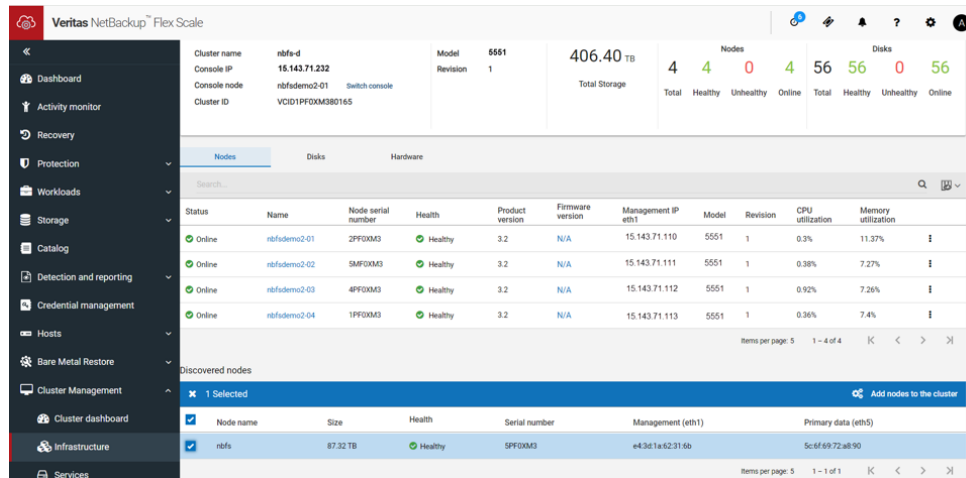 Veritas NetBackup™ Flex Scale
6
?
A
Dashboard
Activity monitor
Recovery
Protection
Workloads
Storage
Catalog
Detection and reporting
Credential management
Hosts
Bare Metal Restore
Cluster Management
Cluster dashboard
Infrastructure
Services
Cluster name nbfs-d
Console IP 15.143.71.232
Console node nbfsdemo2-01 Switch console
Cluster ID VCID1PF0XM380165
Model 5551
Revision 1
406.40 TB
Total Storage
Nodes
4 4 0 4
Total Healthy Unhealthy Online
Disks
56 56 0 56
Total Healthy Unhealthy Online
Nodes Disks Hardware
Search...
Status Name Node serial number Health Product version Firmware version Management IP eth1 Model Revision CPU utilization Memory utilization
Online nbfsdemo2-01 2PF0XM3 Healthy 3.2 N/A 15.143.71.110 5551 1 0.3% 11.37%
Online nbfsdemo2-02 5MF0XM3 Healthy 3.2 N/A 15.143.71.111 5551 1 0.38% 7.27%
Online nbfsdemo2-03 4PF0XM3 Healthy 3.2 N/A 15.143.71.112 5551 1 0.92% 7.26%
Online nbfsdemo2-04 1PF0XM3 Healthy 3.2 N/A 15.143.71.113 5551 1 0.36% 7.4%
Items per page: 5 1 – 4 of 4
Discovered nodes
1 Selected Add nodes to the cluster
Node name Size Health Serial number Management (eth1) Primary data (eth5)
nbfs 87.32 TB Healthy 5PF0XM3 e4:3d:1a:62:31:6b 5c:6f:69:72:a8:90
Items per page: 5 1 – 1 of 1